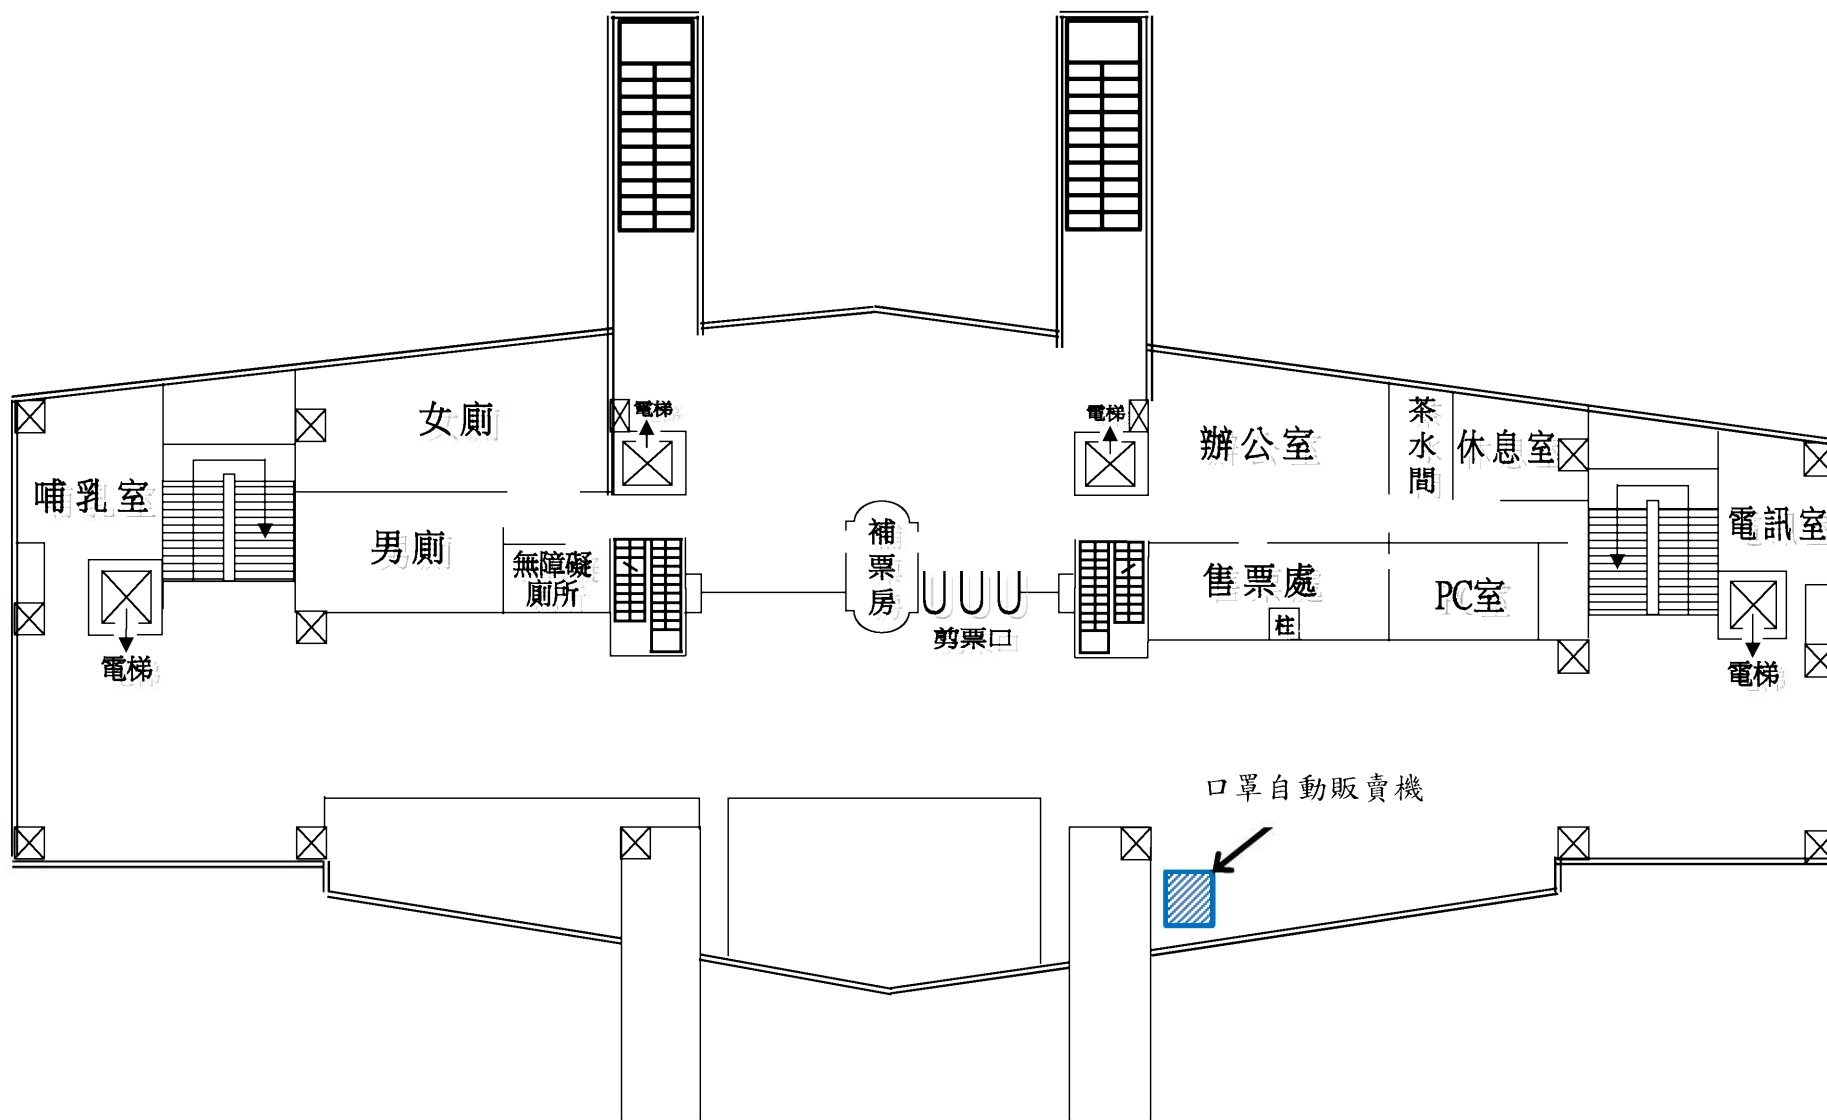 女廁
電梯
電梯
辦公室
茶水間
休息室
哺乳室
男廁
無障礙
廁所
補票房
剪票口
售票處
柱
PC室
電訊室
電梯
電梯
口罩自動販賣機